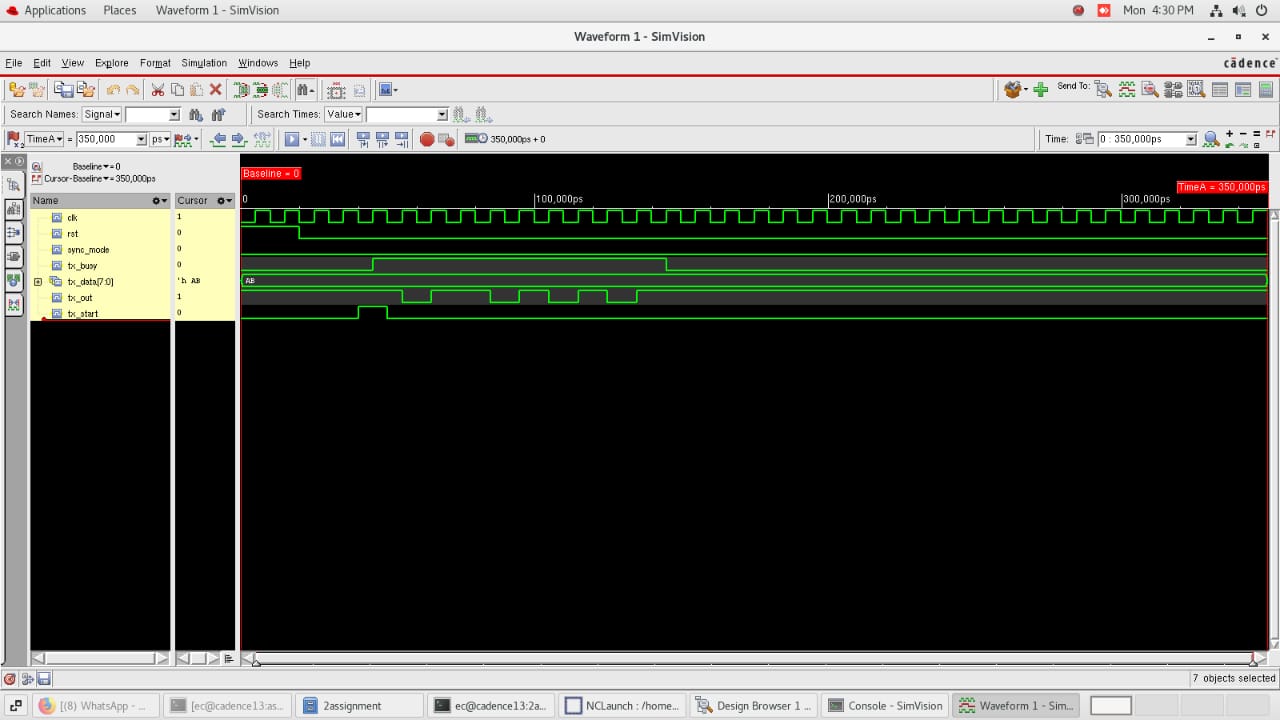 Applications Places Waveform 1 - SimVision Mon 4:30 PM
Waveform 1 - SimVision
File Edit View Explore Format Simulation Windows Help cādence
Send To:
Search Names: Signal Search Times: Value
TimeA = 350,000 ps 350,000ps + 0 Time: 0 : 350,000ps
Baseline = 0
Cursor-Baseline = 350,000ps
Baseline = 0
TimeA = 350,000ps
Name Cursor 0 100,000ps 200,000ps 300,000ps
clk 1
rst 0
sync_mode 0
tx_busy 0
tx_data[7:0] 'h AB AB
tx_out 1
tx_start 0
7 objects selected
[(8) WhatsApp - ... [ec@cadence13:as... 2assignment ec@cadence13:2a... NCLaunch : /home... Design Browser 1 ... Console - SimVision Waveform 1 - Sim...